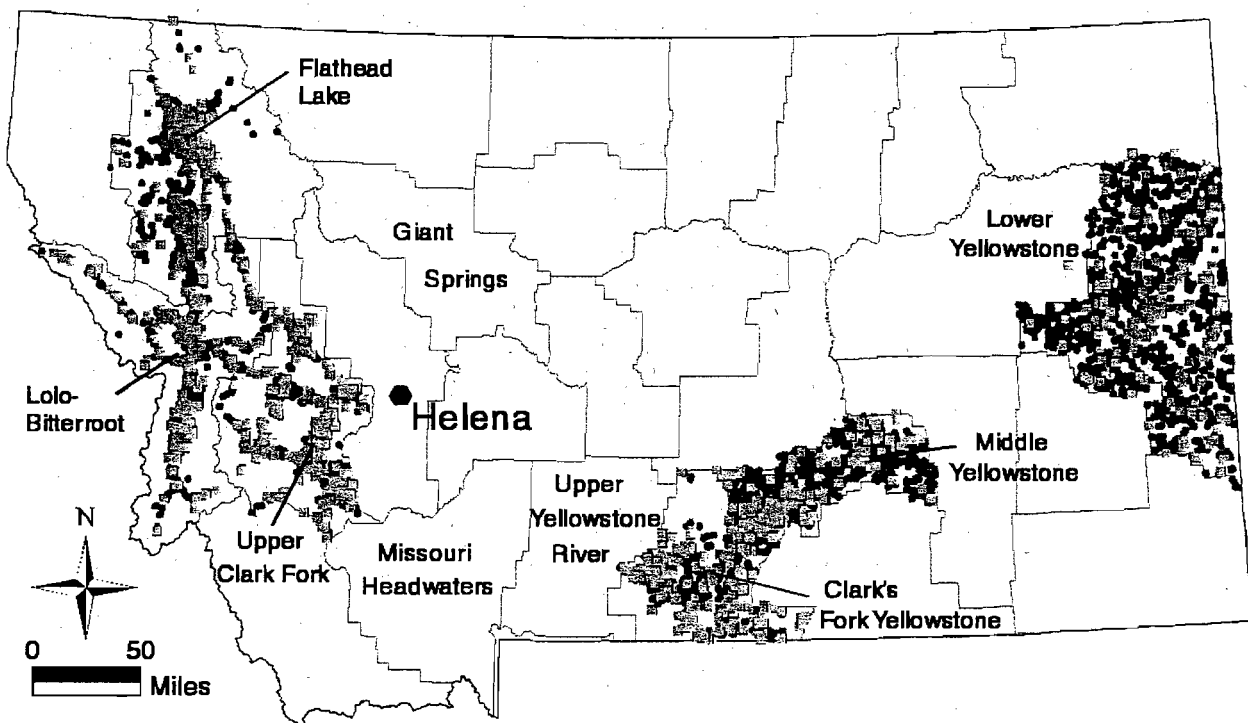 Flathead
Lake
Giant
Springs
Lower
Yellowstone
Lolo-
Bitterroot
Helena
Middle
Yellowstone
Upper
Yellowstone
River
N
Upper
Clark Fork
Missouri
Headwaters
Clark's
Fork Yellowstone
0 50
Miles